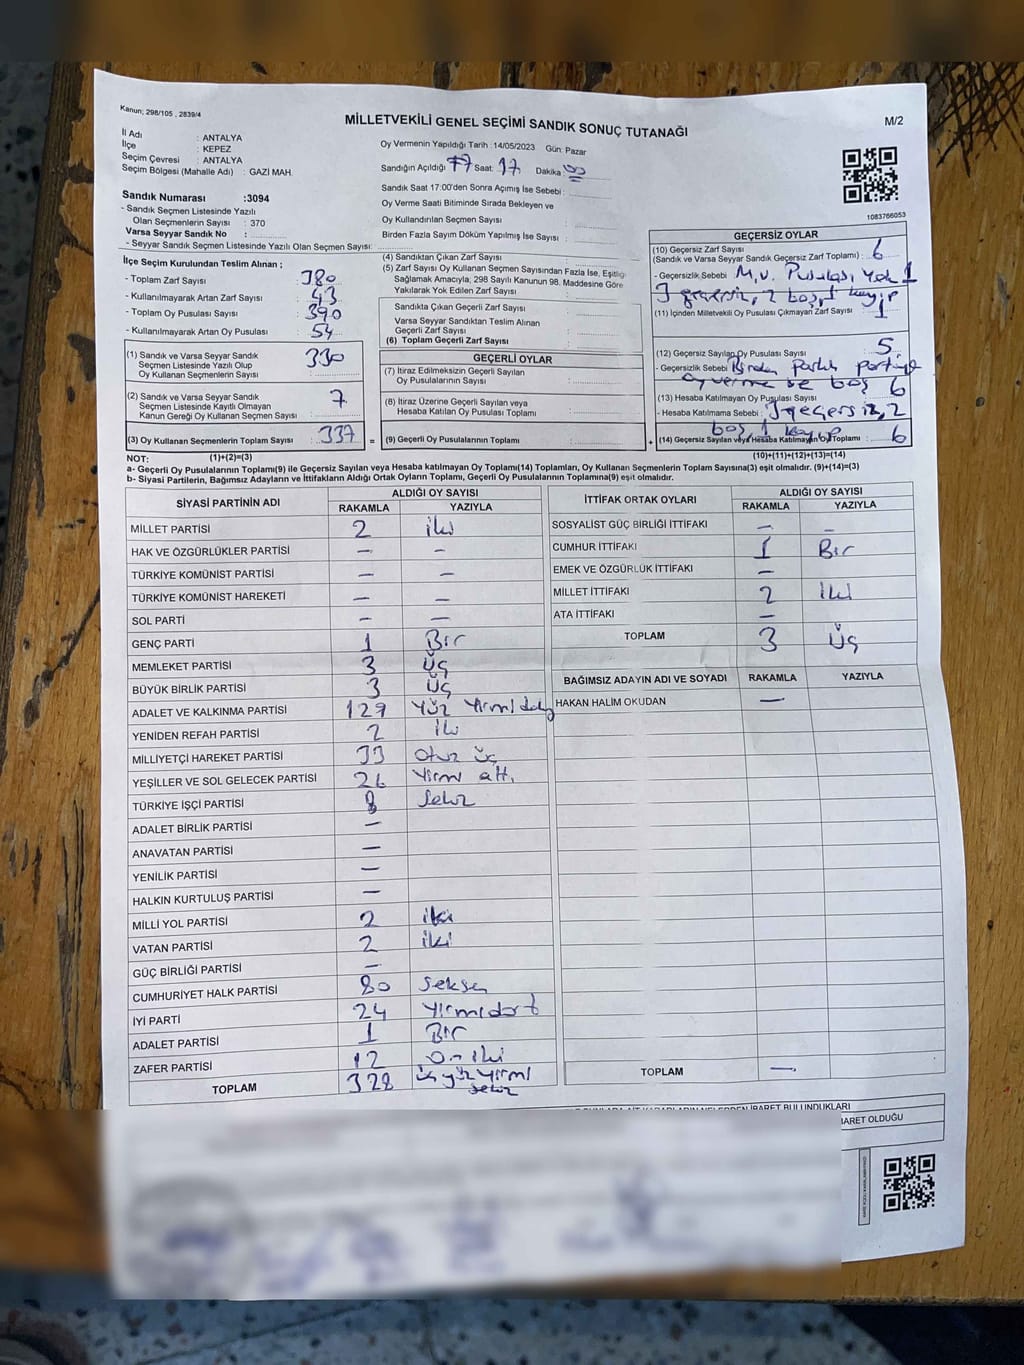 Kanun; 298/105 , 2839/4
MİLLETVEKİLİ GENEL SEÇİMİ SANDIK SONUÇ TUTANAĞI
M/2
İl Adı : ANTALYA
İlçe : KEPEZ
Seçim Çevresi : ANTALYA
Seçim Bölgesi (Mahalle Adı) : GAZİ MAH.
Oy Vermenin Yapıldığı Tarih : 14/05/2023 Gün: Pazar
Sandığın Açıldığı Saat: 17 Dakika 00
Sandık Saat 17:00'den Sonra Açımış İse Sebebi :
Oy Verme Saati Bitiminde Sırada Bekleyen ve
Oy Kullandırılan Seçmen Sayısı :
Birden Fazla Sayım Döküm Yapılmış İse Sayısı :
1083766053
Sandık Numarası :3094
- Sandık Seçmen Listesinde Yazılı
Olan Seçmenlerin Sayısı : 370
Varsa Seyyar Sandık No :
- Seyyar Sandık Seçmen Listesinde Yazılı Olan Seçmen Sayısı:
İlçe Seçim Kurulundan Teslim Alınan ;
- Toplam Zarf Sayısı : 380
- Kullanılmayarak Artan Zarf Sayısı : 43
- Toplam Oy Pusulası Sayısı : 390
- Kullanılmayarak Artan Oy Pusulası : 54
(1) Sandık ve Varsa Seyyar Sandık
Seçmen Listesinde Yazılı Olup
Oy Kullanan Seçmenlerin Sayısı : 330
(2) Sandık ve Varsa Seyyar Sandık
Seçmen Listesinde Kayıtlı Olmayan
Kanun Gereği Oy Kullanan Seçmen Sayısı : 7
(3) Oy Kullanan Seçmenlerin Toplam Sayısı : 337
(4) Sandıktan Çıkan Zarf Sayısı :
(5) Zarf Sayısı Oy Kullanan Seçmen Sayısından Fazla İse, Eşitliği
Sağlamak Amacıyla; 298 Sayılı Kanunun 98. Maddesine Göre
Yakılarak Yok Edilen Zarf Sayısı :
Sandıkta Çıkan Geçerli Zarf Sayısı :
Varsa Seyyar Sandıktan Teslim Alınan
Geçerli Zarf Sayısı :
(6) Toplam Geçerli Zarf Sayısı :
GEÇERLİ OYLAR
(7) İtiraz Edilmeksizin Geçerli Sayılan
Oy Pusulalarının Sayısı :
(8) İtiraz Üzerine Geçerli Sayılan veya
Hesaba Katılan Oy Pusulası Toplamı :
= (9) Geçerli Oy Pusulalarının Toplamı :
GEÇERSİZ OYLAR
(10) Geçersiz Zarf Sayısı
(Sandık ve Varsa Seyyar Sandık Geçersiz Zarf Toplamı) : 6
- Geçersizlik Sebebi : M.v. Pusulası yok 1
3 geçersiz, 2 boş, 1 kayıp
(11) İçinden Milletvekili Oy Pusulası Çıkmayan Zarf Sayısı : 1
(12) Geçersiz Sayılan Oy Pusulası Sayısı : 5
- Geçersizlik Sebebi : Birden partiye
oy verme ve boş 6
(13) Hesaba Katılmayan Oy Pusulası Sayısı :
- Hesaba Katılmama Sebebi : 3 geçersiz, 2
boş 1 kayıp
+ (14) Geçersiz Sayılan veya Hesaba Katılmayan Oy Toplamı : 6
NOT: (1)+(2)=(3) (10)+(11)+(12)+(13)=(14)
a- Geçerli Oy Pusulalarının Toplamı(9) ile Geçersiz Sayılan veya Hesaba katılmayan Oy Toplamı(14) Toplamları, Oy Kullanan Seçmenlerin Toplam Sayısına(3) eşit olmalıdır. (9)+(14)=(3)
b- Siyasi Partilerin, Bağımsız Adayların ve İttifakların Aldığı Ortak Oyların Toplamı, Geçerli Oy Pusulalarının Toplamına(9) eşit olmalıdır.
SİYASİ PARTİNİN ADI ALDIĞI OY SAYISI
RAKAMLA YAZIYLA
MİLLET PARTİSİ 2 iki
HAK VE ÖZGÜRLÜKLER PARTİSİ — —
TÜRKİYE KOMÜNİST PARTİSİ — —
TÜRKİYE KOMÜNİST HAREKETİ — —
SOL PARTİ — —
GENÇ PARTİ 1 Bir
MEMLEKET PARTİSİ 3 üç
BÜYÜK BİRLİK PARTİSİ 3 üç
ADALET VE KALKINMA PARTİSİ 129 Yüz Yirmi
YENİDEN REFAH PARTİSİ 2 iki
MİLLİYETÇİ HAREKET PARTİSİ 33 Otuz üç
YEŞİLLER VE SOL GELECEK PARTİSİ 26 Yirmi altı
TÜRKİYE İŞÇİ PARTİSİ 8 Sekiz
ADALET BİRLİK PARTİSİ —
ANAVATAN PARTİSİ —
YENİLİK PARTİSİ —
HALKIN KURTULUŞ PARTİSİ —
MİLLİ YOL PARTİSİ 2 iki
VATAN PARTİSİ 2 iki
GÜÇ BİRLİĞİ PARTİSİ —
CUMHURİYET HALK PARTİSİ 80 Seksen
İYİ PARTİ 24 Yirmidört
ADALET PARTİSİ 1 Bir
ZAFER PARTİSİ 12 On iki
TOPLAM 328 üç yüz yirmi
sekiz
İTTİFAK ORTAK OYLARI ALDIĞI OY SAYISI
RAKAMLA YAZIYLA
SOSYALİST GÜÇ BİRLİĞİ İTTİFAKI — —
CUMHUR İTTİFAKI 1 Bir
EMEK VE ÖZGÜRLÜK İTTİFAKI —
MİLLET İTTİFAKI 2 iki
ATA İTTİFAKI —
TOPLAM 3 üç
BAĞIMSIZ ADAYIN ADI VE SOYADI RAKAMLA YAZIYLA
HAKAN HALİM OKUDAN —
TOPLAM —
İBARET BULUNDUKLARI
İBARET OLDUĞU